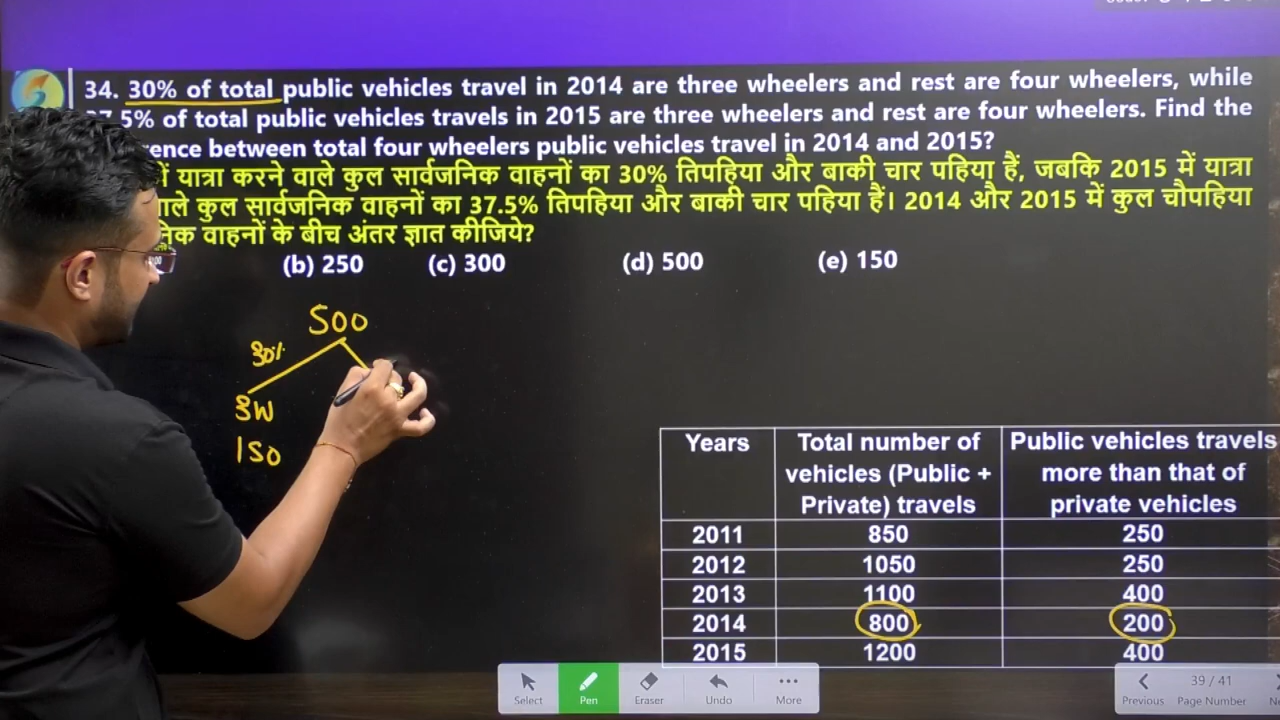 34. 30% of total public vehicles travel in 2014 are three wheelers and rest are four wheelers, while
5% of total public vehicles travels in 2015 are three wheelers and rest are four wheelers. Find the
rence between total four wheelers public vehicles travel in 2014 and 2015?
में यात्रा करने वाले कुल सार्वजनिक वाहनों का 30% तिपहिया और बाकी चार पहिया हैं, जबकि 2015 में यात्रा
वाले कुल सार्वजनिक वाहनों का 37.5% तिपहिया और बाकी चार पहिया हैं। 2014 और 2015 में कुल चौपहिया
निक वाहनों के बीच अंतर ज्ञात कीजिये?
(b) 250 (c) 300 (d) 500 (e) 150
500
30%
3W
150
Years Total number of vehicles (Public + Private) travels Public vehicles travels more than that of private vehicles
2011 850 250
2012 1050 250
2013 1100 400
2014 800 200
2015 1200 400
Select Pen Eraser Undo More
39 / 41
Previous Page Number